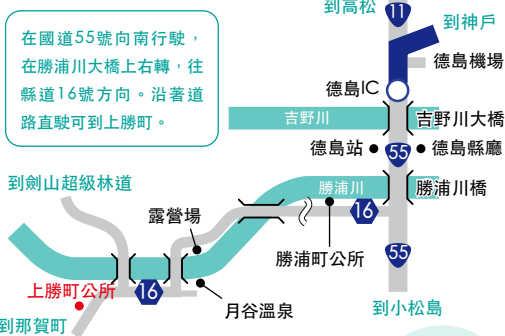 到高松
11
到神戶
在國道55號向南行駛，
在勝浦川大橋上右轉，往
縣道16號方向。沿著道
路直駛可到上勝町。
德島機場
德島IC
吉野川
吉野川大橋
德島站
55
德島縣廳
到劍山超級林道
勝浦川
勝浦川橋
露營場
16
勝浦町公所
55
上勝町公所
16
月谷溫泉
到小松島
到那賀町